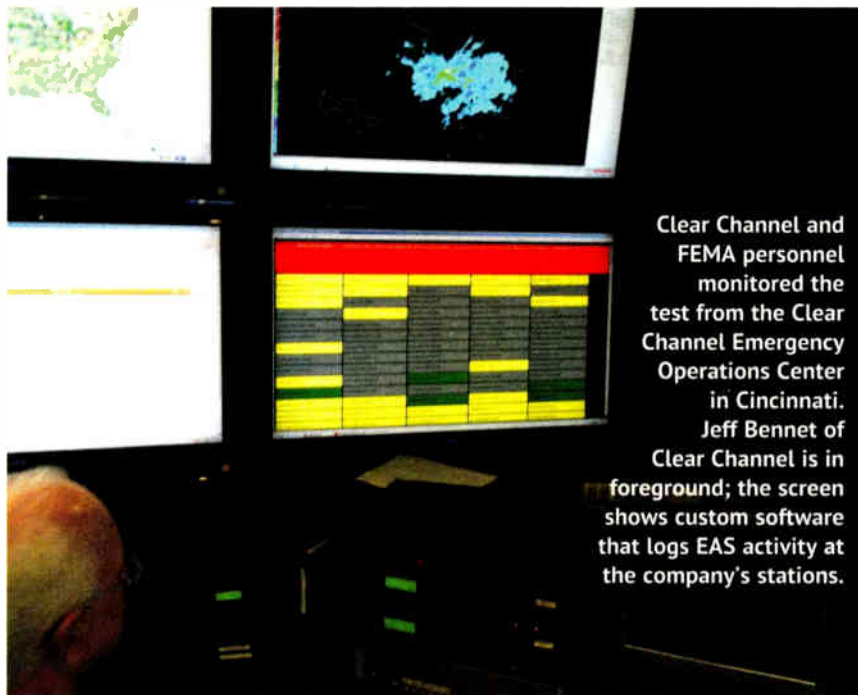 Clear Channel and
FEMA personnel
monitored the
test from the Clear
Channel Emergency
Operations Center
in Cincinnati.
Jeff Bennet of
Clear Channel is in
foreground; the screen
shows custom software
that logs EAS activity at
the company's stations.